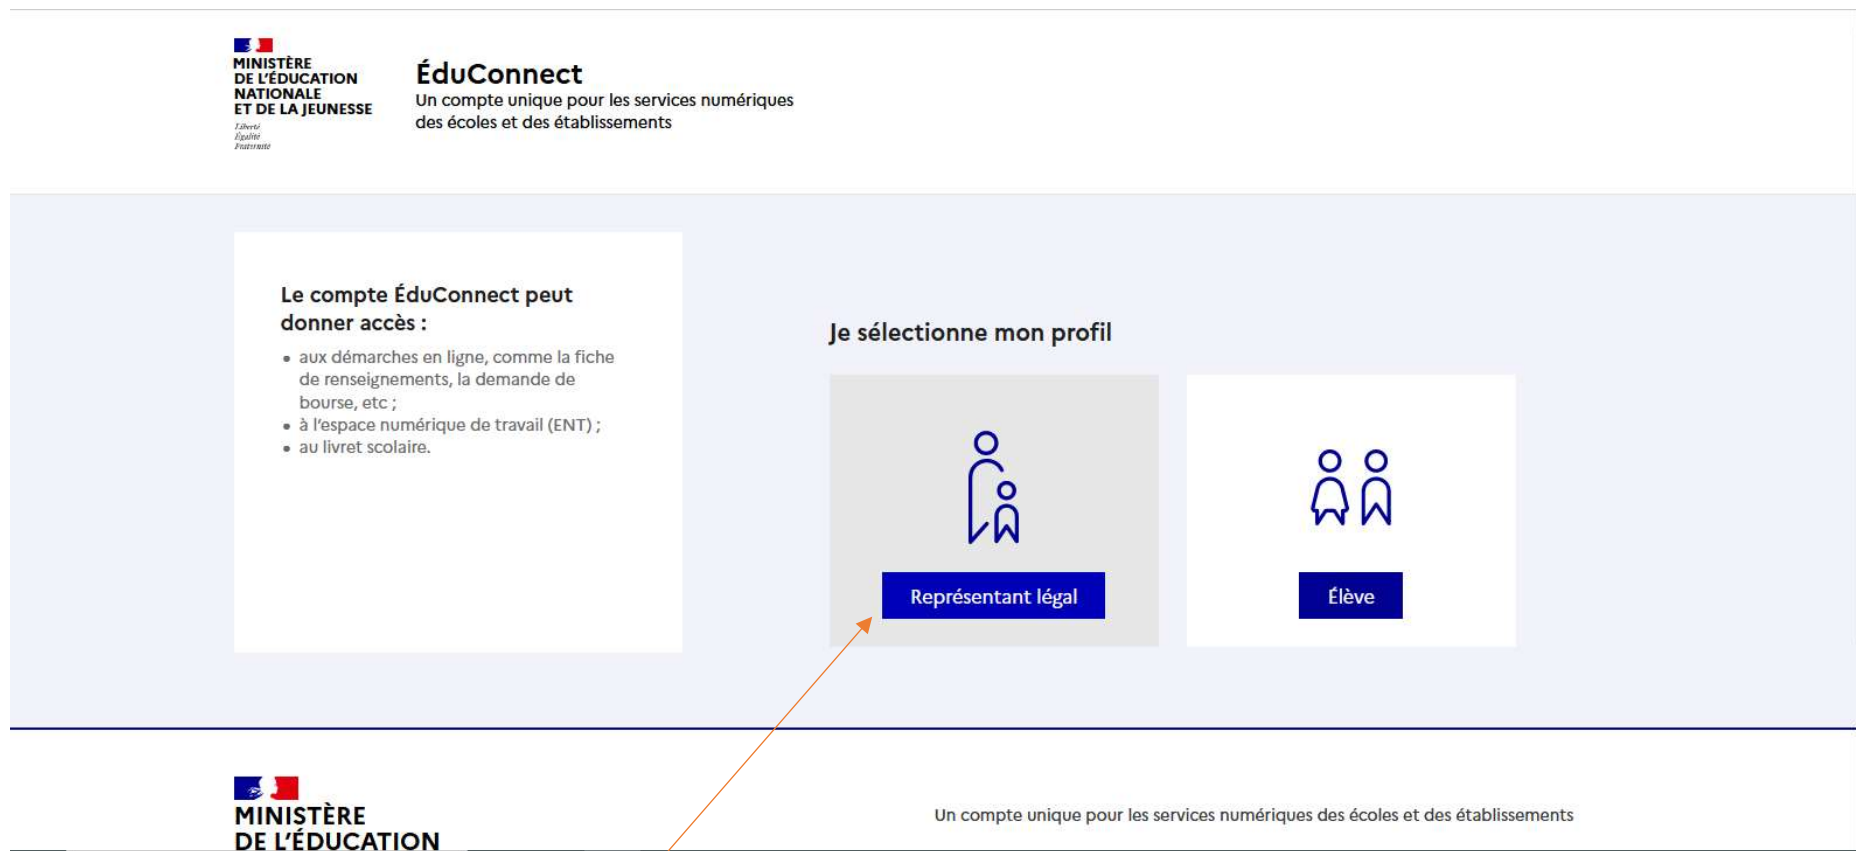 MINISTÈRE
DE L'ÉDUCATION
NATIONALE
ET DE LA JEUNESSE
Liberté
Égalité
Fraternité
ÉduConnect
Un compte unique pour les services numériques
des écoles et des établissements
Le compte ÉduConnect peut
donner accès :
• aux démarches en ligne, comme la fiche
de renseignements, la demande de
bourse, etc ;
• à l'espace numérique de travail (ENT) ;
• au livret scolaire.
Je sélectionne mon profil
Représentant légal
Élève
MINISTÈRE
DE L'ÉDUCATION
Un compte unique pour les services numériques des écoles et des établissements